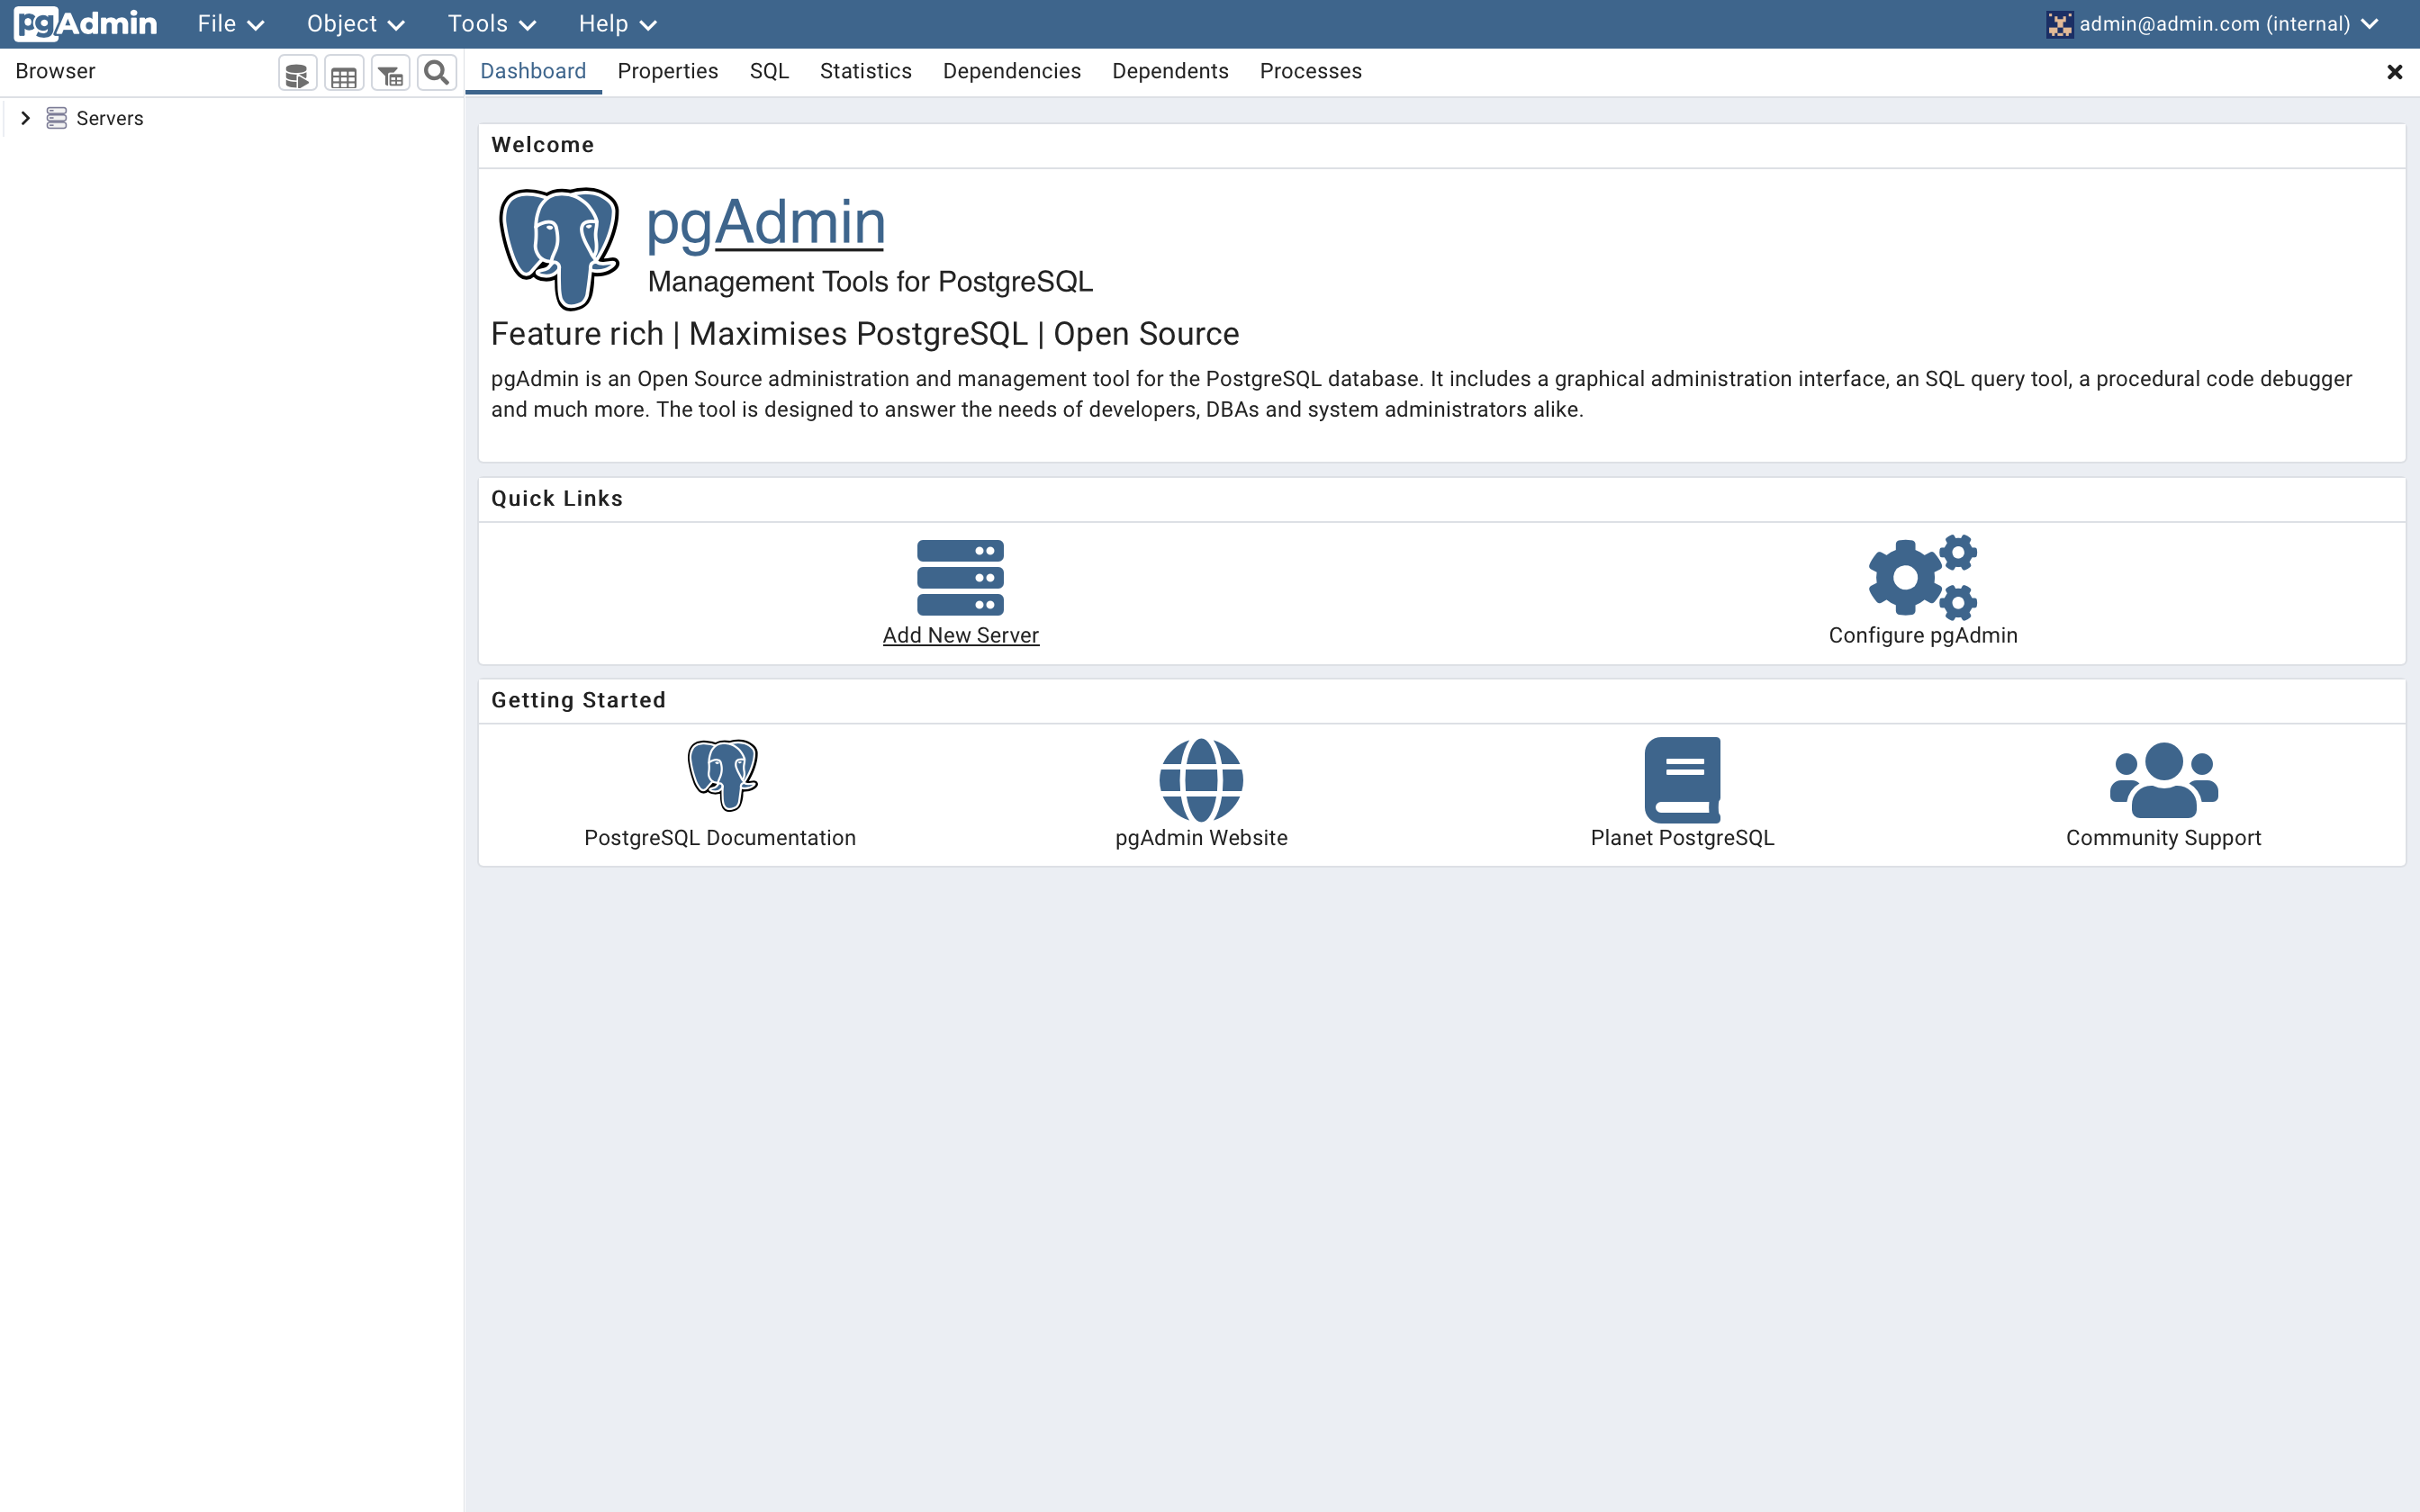 pgAdmin File Object Tools Help admin@admin.com (internal)
Browser Dashboard Properties SQL Statistics Dependencies Dependents Processes
Servers
Welcome
pgAdmin
Management Tools for PostgreSQL
Feature rich | Maximises PostgreSQL | Open Source
pgAdmin is an Open Source administration and management tool for the PostgreSQL database. It includes a graphical administration interface, an SQL query tool, a procedural code debugger
and much more. The tool is designed to answer the needs of developers, DBAs and system administrators alike.
Quick Links
Add New Server Configure pgAdmin
Getting Started
PostgreSQL Documentation pgAdmin Website Planet PostgreSQL Community Support